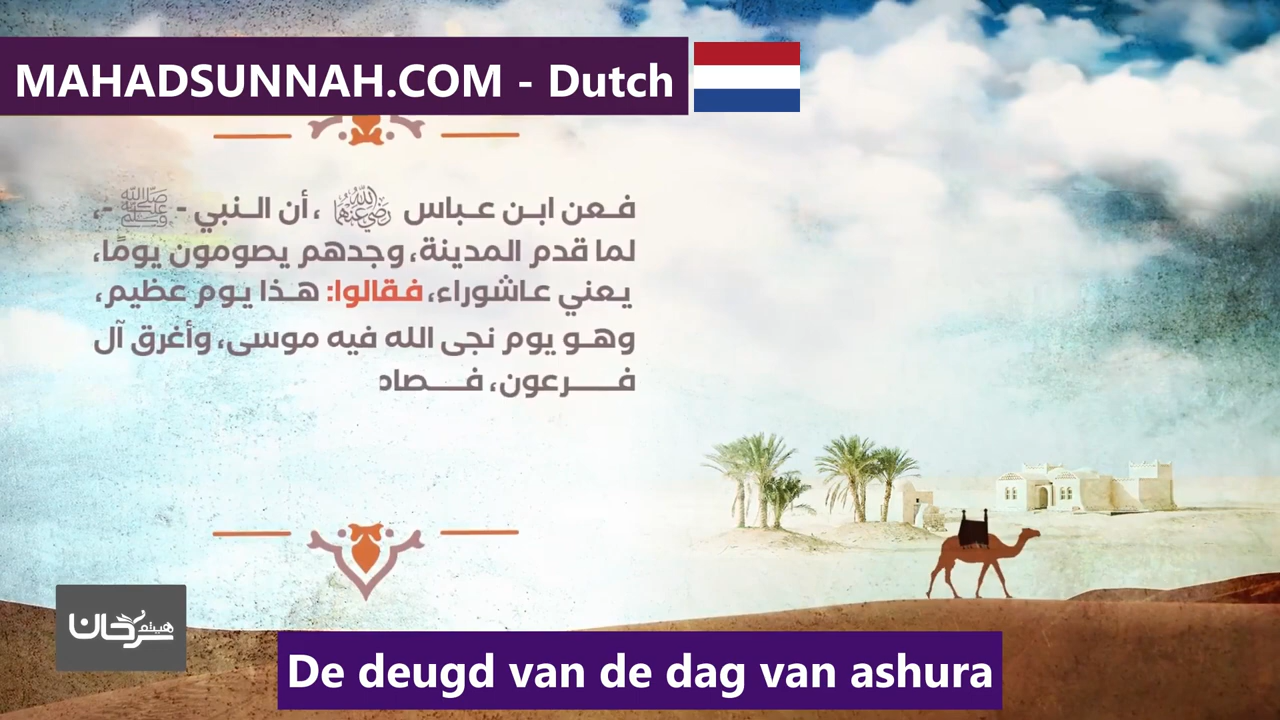 MAHADSUNNAH.COM - Dutch
فعن ابن عباس رضي الله عنهما، أن النبي - ﷺ -،
لما قدم المدينة، وجدهم يصومون يومًا،
يعني عاشوراء، فقالوا: هذا يوم عظيم،
وهو يوم نجى الله فيه موسى، وأغرق آل
فرعون، فصام
هيثم سرحان
De deugd van de dag van ashura